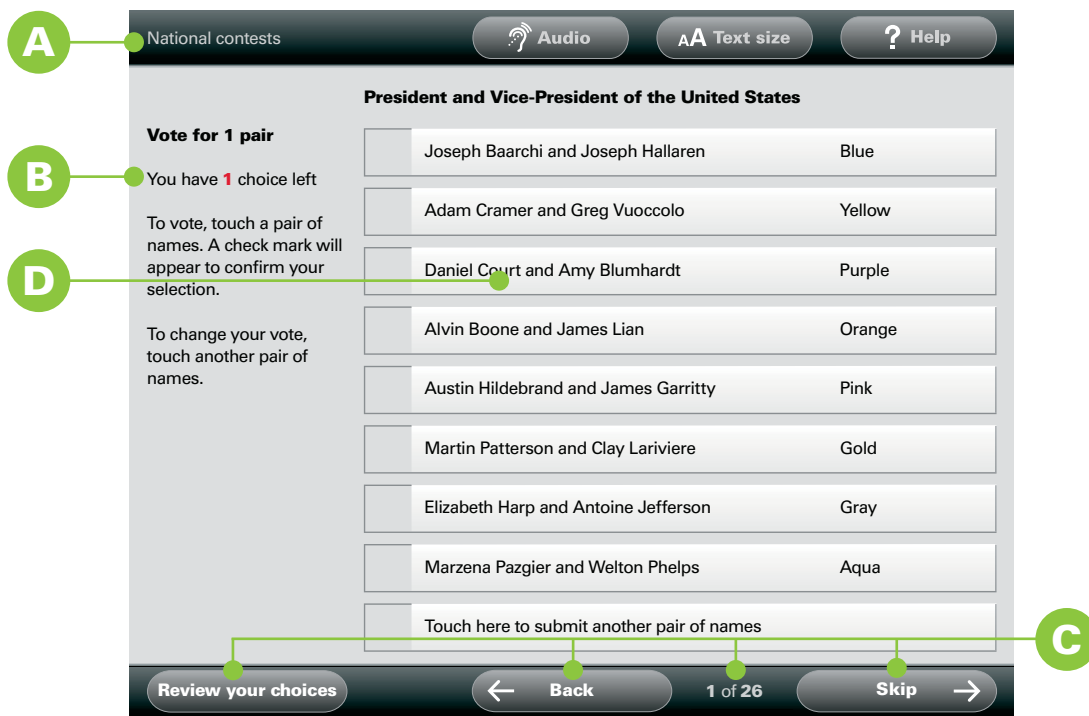 A
National contests
Audio
AA Text size
? Help
President and Vice-President of the United States
Vote for 1 pair
B
You have 1 choice left
To vote, touch a pair of
names. A check mark will
appear to confirm your
selection.
D
To change your vote,
touch another pair of
names.
Joseph Baarchi and Joseph Hallaren Blue
Adam Cramer and Greg Vuoccolo Yellow
Daniel Court and Amy Blumhardt Purple
Alvin Boone and James Lian Orange
Austin Hildebrand and James Garritty Pink
Martin Patterson and Clay Lariviere Gold
Elizabeth Harp and Antoine Jefferson Gray
Marzena Pazgier and Welton Phelps Aqua
Touch here to submit another pair of names
C
Review your choices
← Back
1 of 26
Skip →